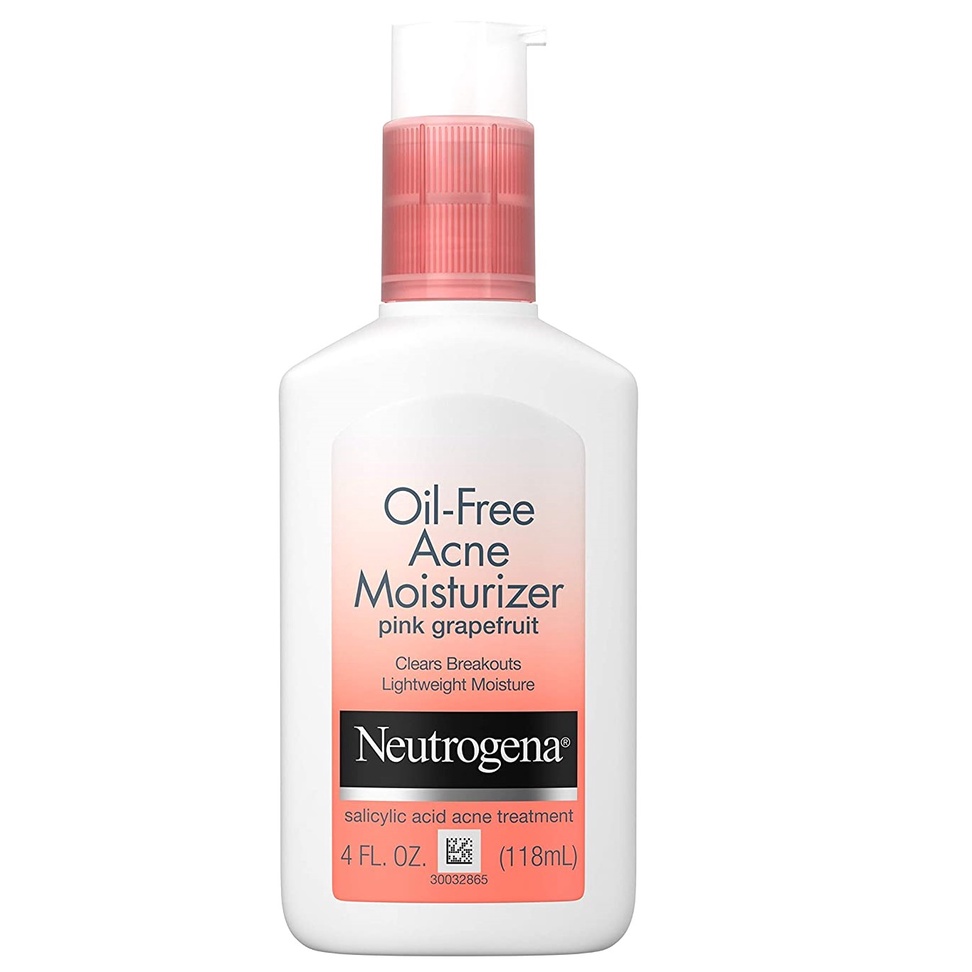 Oil-Free
Acne
Moisturizer
pink grapefruit
Clears Breakouts
Lightweight Moisture
Neutrogena®
salicylic acid acne treatment
4 FL. OZ. (118mL)
30032865